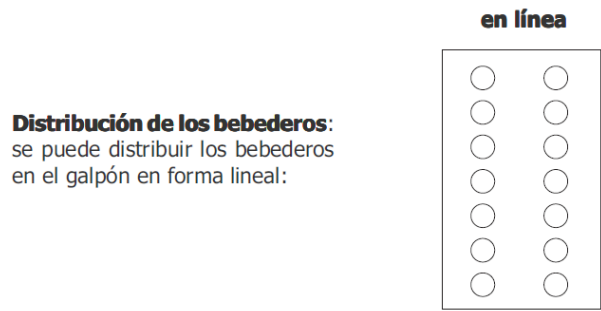 en línea
Distribución de los bebederos:
se puede distribuir los bebederos
en el galpón en forma lineal: